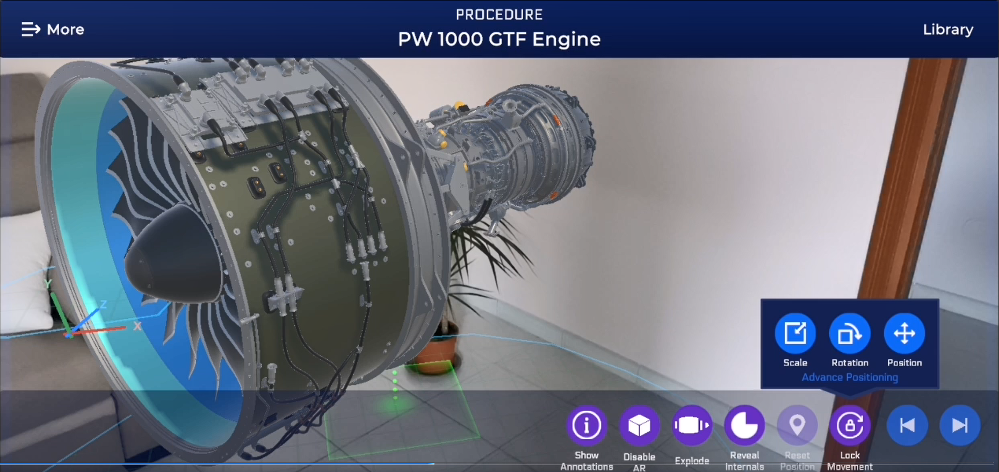 PROCEDURE
More
PW 1000 GTF Engine
Library
Y
Z
X
Scale
Rotation
Position
Advance Positioning
Show
Annotations
Disable
AR
Explode
Reveal
Internals
Reset
Position
Lock
Movement